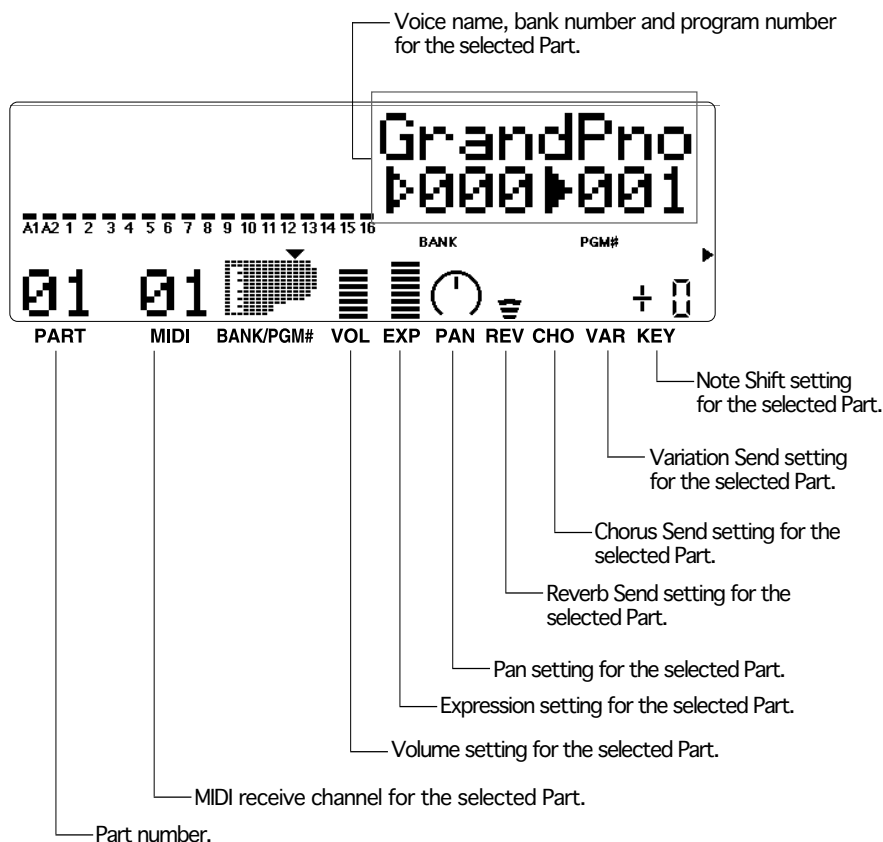 Voice name, bank number and program number
for the selected Part.
GrandPno
000 001
A1 A2 1 2 3 4 5 6 7 8 9 10 11 12 13 14 15 16
BANK PGM#
01 01 + 0
PART MIDI BANK/PGM# VOL EXP PAN REV CHO VAR KEY
Note Shift setting
for the selected Part.
Variation Send setting
for the selected Part.
Chorus Send setting for the
selected Part.
Reverb Send setting for the
selected Part.
Pan setting for the selected Part.
Expression setting for the selected Part.
Volume setting for the selected Part.
MIDI receive channel for the selected Part.
Part number.